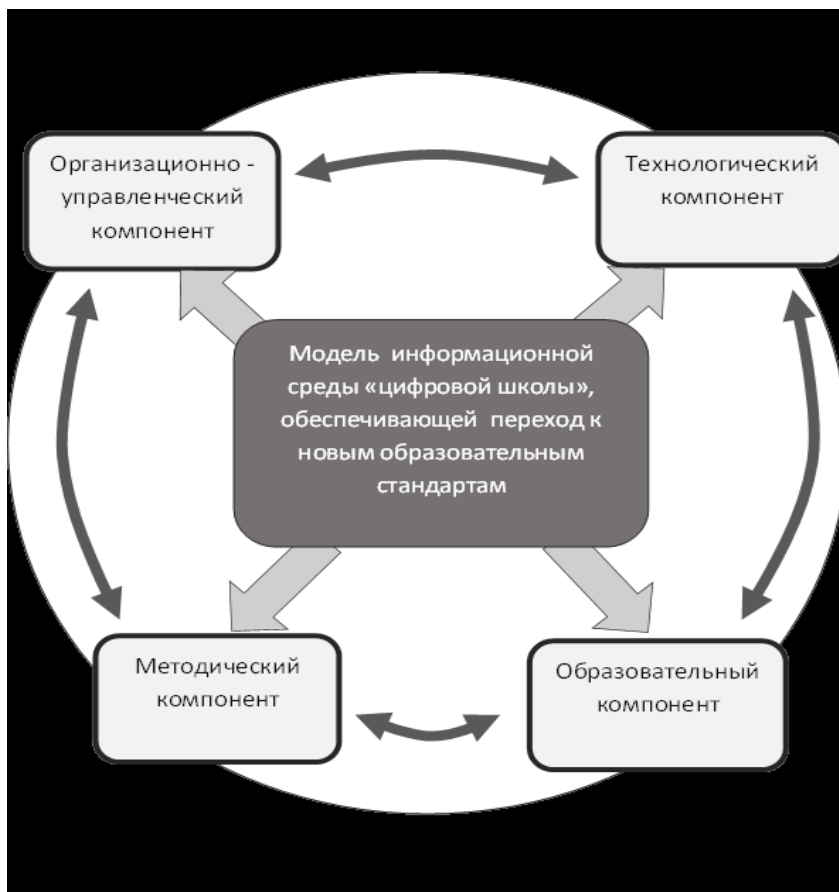 Организационно -
управленческий
компонент
Технологический
компонент
Модель информационной
среды «цифровой школы»,
обеспечивающей переход к
новым образовательным
стандартам
Методический
компонент
Образовательный
компонент